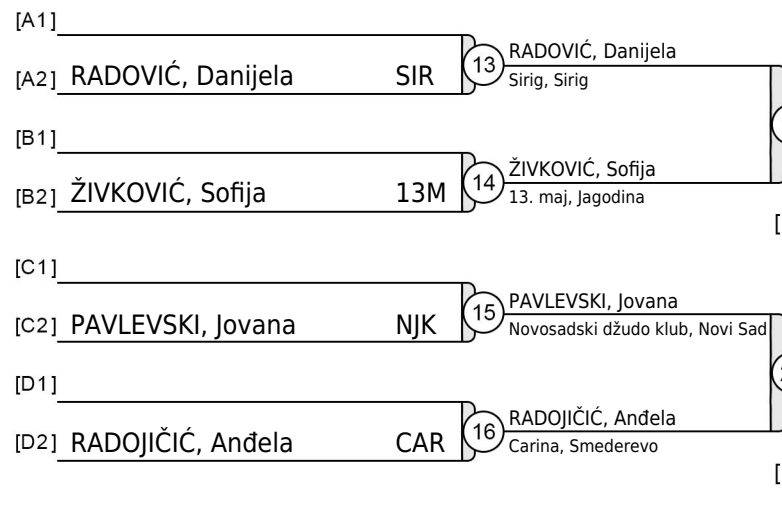 [A1]
[A2] RADOVIĆ, Danijela SIR
13
RADOVIĆ, Danijela
Sirig, Sirig
[B1]
[B2] ŽIVKOVIĆ, Sofija 13M
14
ŽIVKOVIĆ, Sofija
13. maj, Jagodina
[C1]
[C2] PAVLEVSKI, Jovana NJK
15
PAVLEVSKI, Jovana
Novosadski džudo klub, Novi Sad
[D1]
[D2] RADOJIČIĆ, Anđela CAR
16
RADOJIČIĆ, Anđela
Carina, Smederevo